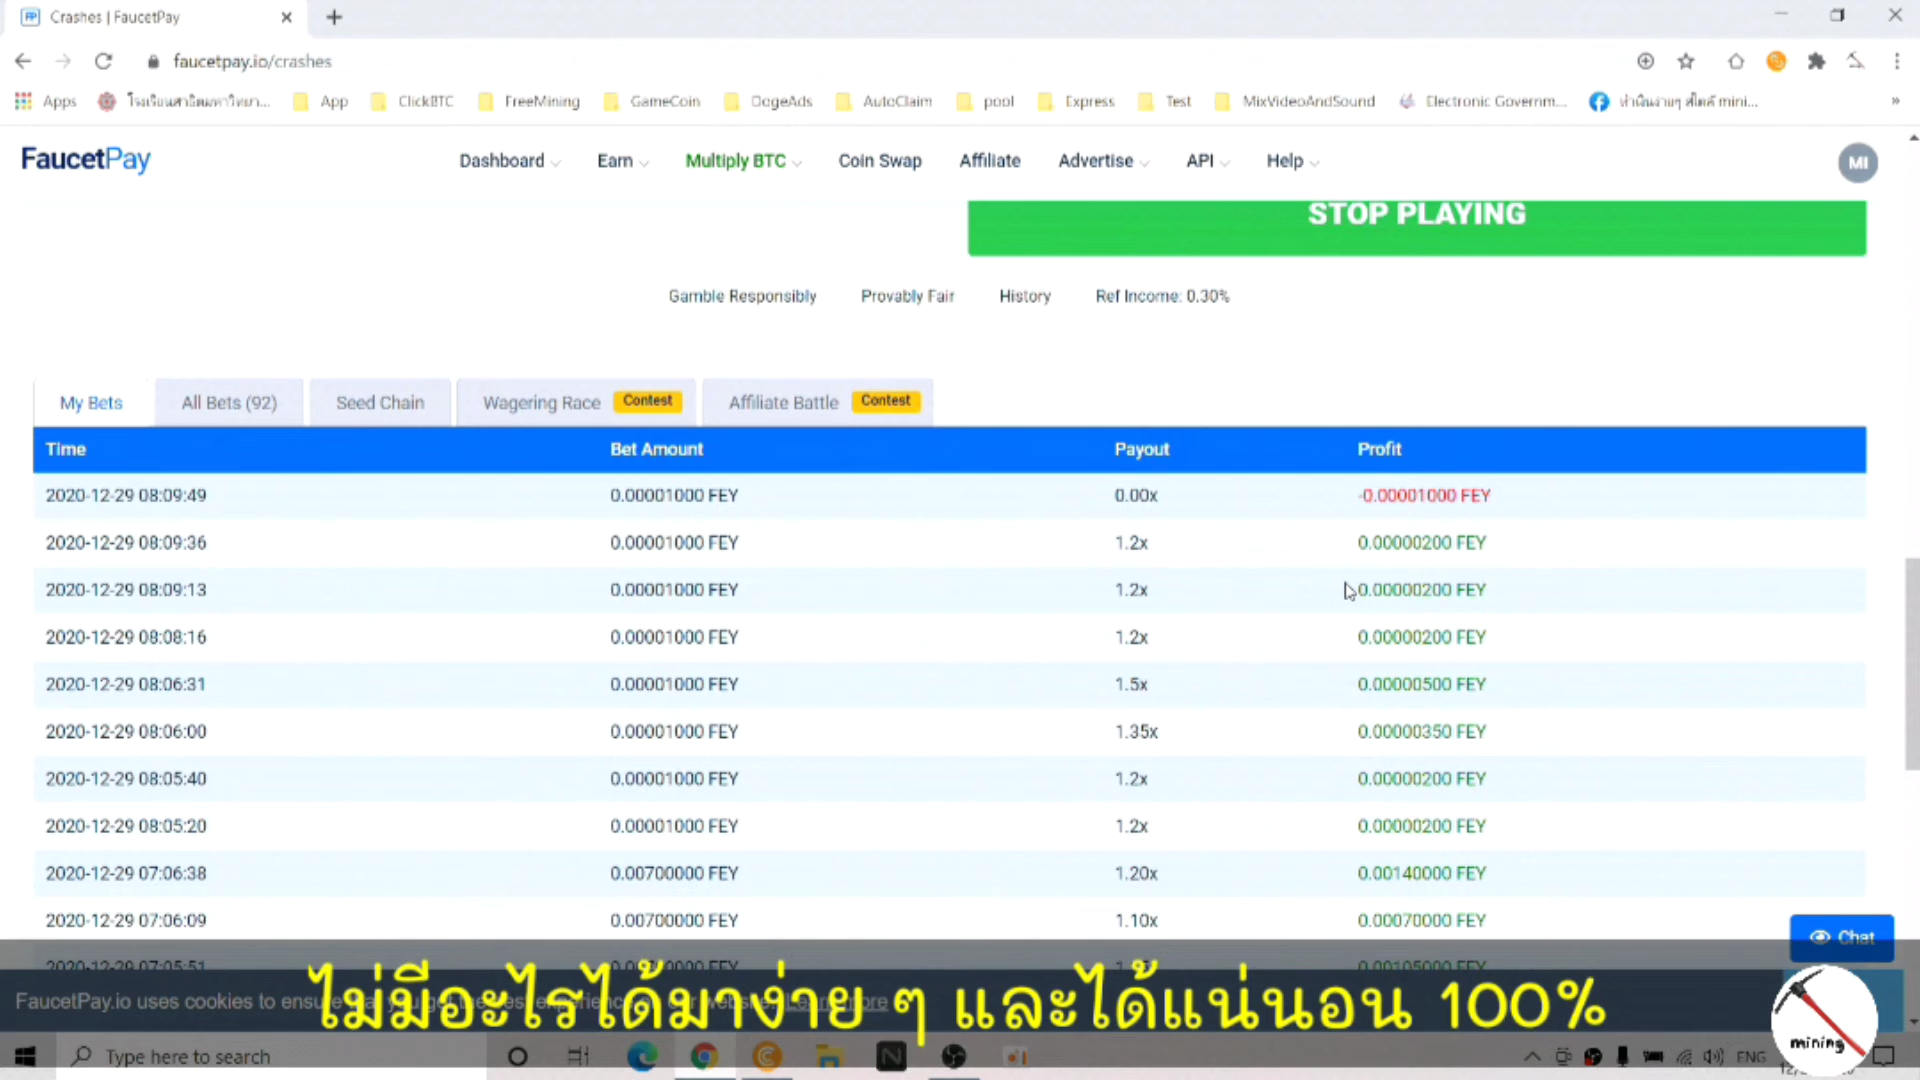 Crashes | FaucetPay
faucetpay.io/crashes
Apps
App
ClickBTC
FreeMining
GameCoin
DogeAds
AutoClaim
pool
Express
Test
MixVideoAndSound
Electronic Governm...
FaucetPay
Dashboard
Earn
Multiply BTC
Coin Swap
Affiliate
Advertise
API
Help
MI
STOP PLAYING
Gamble Responsibly
Provably Fair
History
Ref Income: 0.30%
My Bets
All Bets (92)
Seed Chain
Wagering Race Contest
Affiliate Battle Contest
Time Bet Amount Payout Profit
2020-12-29 08:09:49 0.00001000 FEY 0.00x -0.00001000 FEY
2020-12-29 08:09:36 0.00001000 FEY 1.2x 0.00000200 FEY
2020-12-29 08:09:13 0.00001000 FEY 1.2x 0.00000200 FEY
2020-12-29 08:08:16 0.00001000 FEY 1.2x 0.00000200 FEY
2020-12-29 08:06:31 0.00001000 FEY 1.5x 0.00000500 FEY
2020-12-29 08:06:00 0.00001000 FEY 1.35x 0.00000350 FEY
2020-12-29 08:05:40 0.00001000 FEY 1.2x 0.00000200 FEY
2020-12-29 08:05:20 0.00001000 FEY 1.2x 0.00000200 FEY
2020-12-29 07:06:38 0.00700000 FEY 1.20x 0.00140000 FEY
2020-12-29 07:06:09 0.00700000 FEY 1.10x 0.00070000 FEY
Chat
2020-12-29 07:05:51 0.00105000 FEY
FaucetPay.io uses cookies to
ไม่มีอะไรได้มาง่าย ๆ และได้แน่นอน 100%
mining
Type here to search
ENG